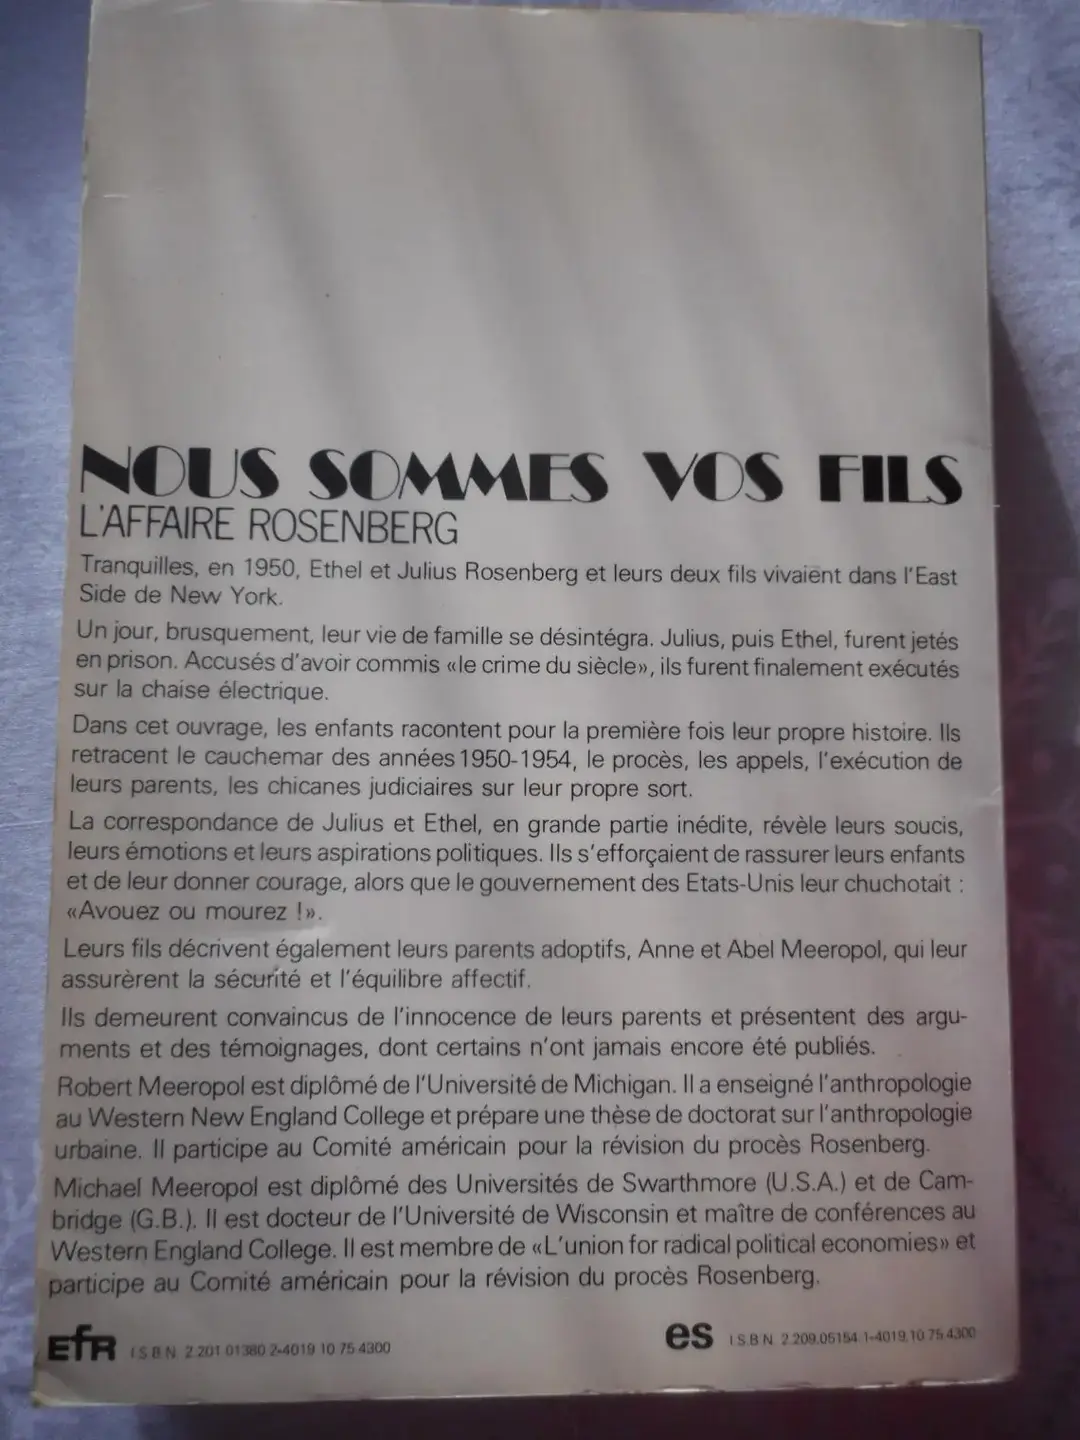 NOUS SOMMES VOS FILS
L'AFFAIRE ROSENBERG
Tranquilles, en 1950, Ethel et Julius Rosenberg et leurs deux fils vivaient dans l'East
Side de New York.
Un jour, brusquement, leur vie de famille se désintégra. Julius, puis Ethel, furent jetés
en prison. Accusés d'avoir commis «le crime du siècle», ils furent finalement exécutés
sur la chaise électrique.
Dans cet ouvrage, les enfants racontent pour la première fois leur propre histoire. Ils
retracent le cauchemar des années 1950-1954, le procès, les appels, l'exécution de
leurs parents, les chicanes judiciaires sur leur propre sort.
La correspondance de Julius et Ethel, en grande partie inédite, révèle leurs soucis,
leurs émotions et leurs aspirations politiques. Ils s'efforçaient de rassurer leurs enfants
et de leur donner courage, alors que le gouvernement des Etats-Unis leur chuchotait :
«Avouez ou mourez !».
Leurs fils décrivent également leurs parents adoptifs, Anne et Abel Meeropol, qui leur
assurèrent la sécurité et l'équilibre affectif.
Ils demeurent convaincus de l'innocence de leurs parents et présentent des argu-
ments et des témoignages, dont certains n'ont jamais encore été publiés.
Robert Meeropol est diplômé de l'Université de Michigan. Il a enseigné l'anthropologie
au Western New England College et prépare une thèse de doctorat sur l'anthropologie
urbaine. Il participe au Comité américain pour la révision du procès Rosenberg.
Michael Meeropol est diplômé des Universités de Swarthmore (U.S.A.) et de Cam-
bridge (G.B.). Il est docteur de l'Université de Wisconsin et maître de conférences au
Western England College. Il est membre de «L'union for radical political economies» et
participe au Comité américain pour la révision du procès Rosenberg.
EfR I S B N. 2.201.01380.2-4019 10 75 4300
es I.S.B.N. 2.209.05154.1-4019.10.75.4300